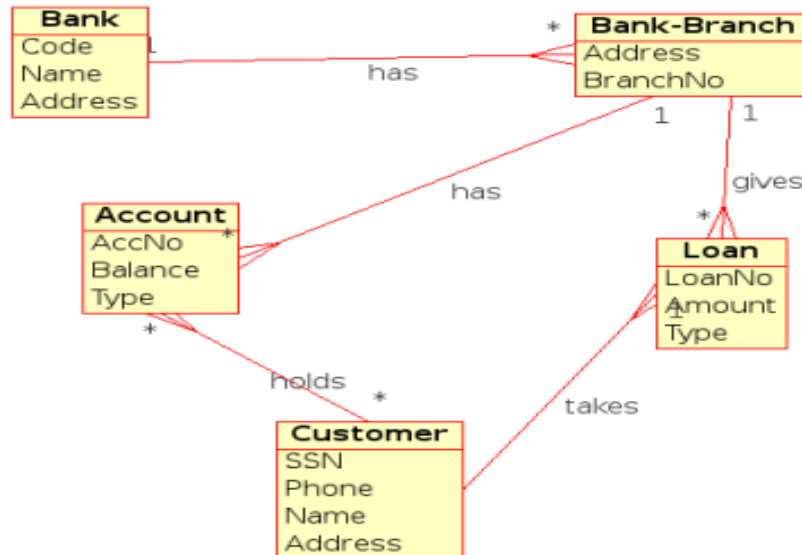 Bank
Code
Name
Address
1
has
*
Bank-Branch
Address
BranchNo
1
1
has
gives
*
Account
AccNo
Balance
Type
*
*
Loan
LoanNo
Amount
Type
1
holds
*
takes
Customer
SSN
Phone
Name
Address